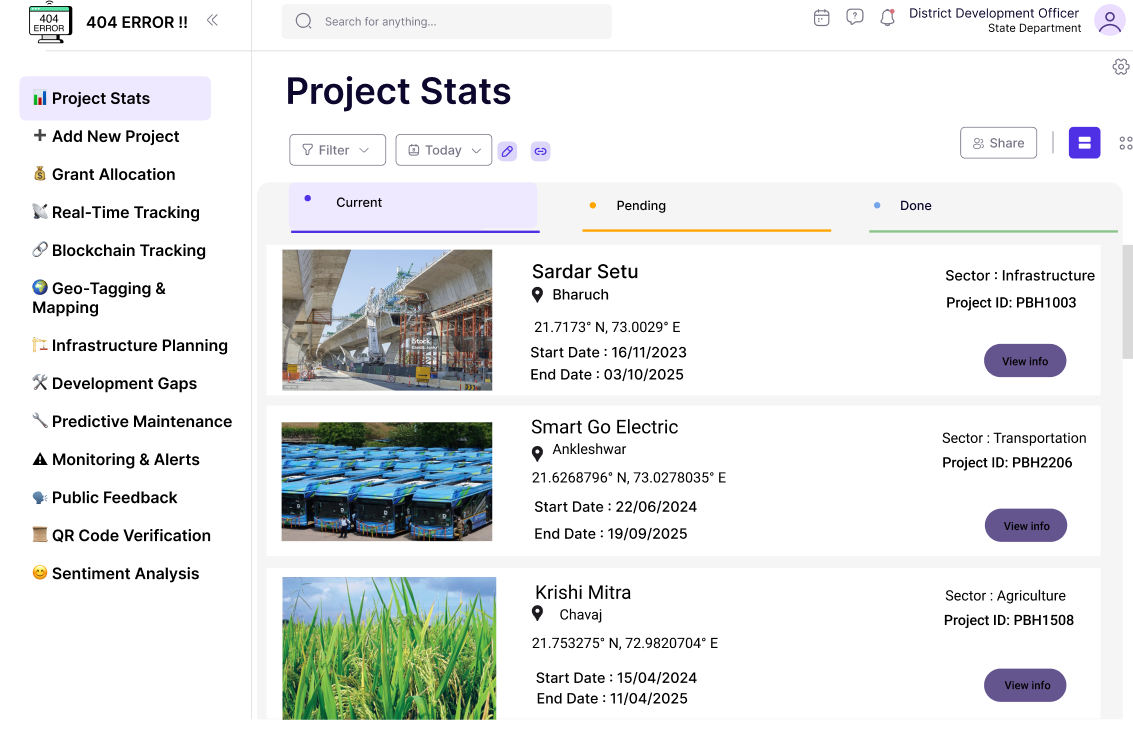 404
ERROR
404 ERROR !!
Search for anything...
District Development Officer
State Department
Project Stats
Add New Project
Grant Allocation
Real-Time Tracking
Blockchain Tracking
Geo-Tagging &
Mapping
Infrastructure Planning
Development Gaps
Predictive Maintenance
Monitoring & Alerts
Public Feedback
QR Code Verification
Sentiment Analysis
Project Stats
Filter
Today
Share
Current
Pending
Done
Sardar Setu
Bharuch
21.7173° N, 73.0029° E
Start Date : 16/11/2023
End Date : 03/10/2025
Sector : Infrastructure
Project ID: PBH1003
View info
iStock
Smart Go Electric
Ankleshwar
21.6268796° N, 73.0278035° E
Start Date : 22/06/2024
End Date : 19/09/2025
Sector : Transportation
Project ID: PBH2206
View info
Krishi Mitra
Chavaj
21.753275° N, 72.9820704° E
Start Date : 15/04/2024
End Date : 11/04/2025
Sector : Agriculture
Project ID: PBH1508
View info